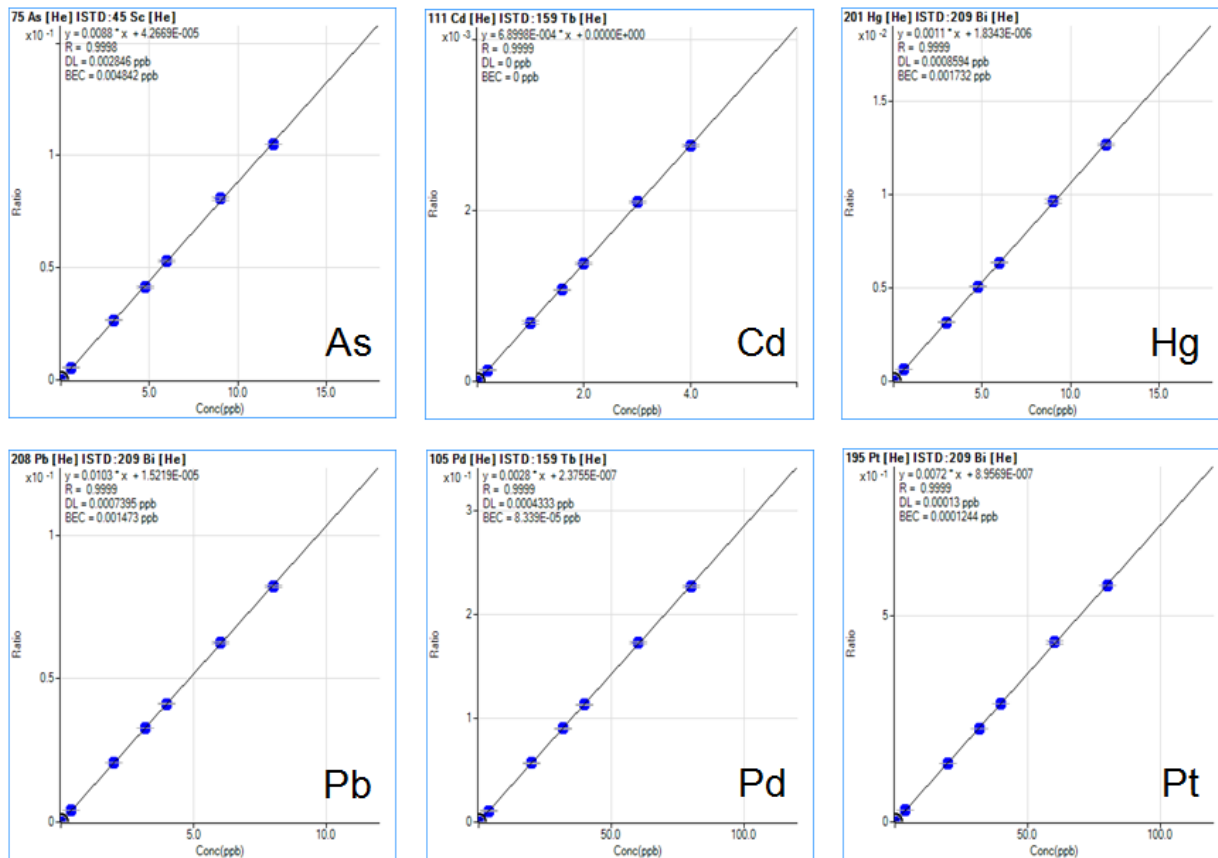 75 As [He] ISTD:45 Sc [He]
x10 -1
y = 0.0088 * x + 4.2669E-005
R = 0.9998
DL = 0.002846 ppb
BEC = 0.004842 ppb
1
Ratio
0.5
As
0
5.0 10.0 15.0
Conc(ppb)
111 Cd [He] ISTD:159 Tb [He]
x10 -3
y = 6.8998E-004 * x + 0.0000E+000
R = 0.9999
DL = 0 ppb
BEC = 0 ppb
2
Ratio
Cd
0
2.0 4.0
Conc(ppb)
201 Hg [He] ISTD:209 Bi [He]
x10 -2
y = 0.0011 * x + 1.8343E-006
R = 0.9999
DL = 0.0008594 ppb
BEC = 0.001732 ppb
1.5
1
Ratio
0.5
Hg
0
5.0 10.0 15.0
Conc(ppb)
208 Pb [He] ISTD:209 Bi [He]
x10 -1
y = 0.0103 * x + 1.5219E-005
R = 0.9999
DL = 0.0007395 ppb
BEC = 0.001473 ppb
1
Ratio
0.5
Pb
0
5.0 10.0
Conc(ppb)
105 Pd [He] ISTD:159 Tb [He]
x10 -1
y = 0.0028 * x + 2.3755E-007
R = 0.9999
DL = 0.0004333 ppb
BEC = 8.339E-05 ppb
3
2
Ratio
1
Pd
0
50.0 100.0
Conc(ppb)
195 Pt [He] ISTD:209 Bi [He]
x10 -1
y = 0.0072 * x + 8.9569E-007
R = 0.9999
DL = 0.00013 ppb
BEC = 0.0001244 ppb
5
Ratio
Pt
0
50.0 100.0
Conc(ppb)